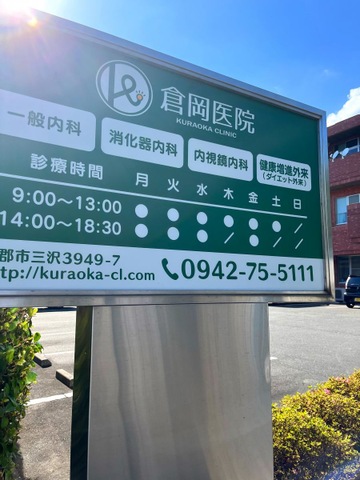 倉岡医院
KURAOKA CLINIC
一般内科
消化器内科
内視鏡内科
健康増進外来
(ダイエット外来)
診療時間 月 火 水 木 金 土 日
9:00〜13:00
14:00〜18:30
郡市三沢3949-7
ttp://kuraoka-cl.com
0942-75-5111